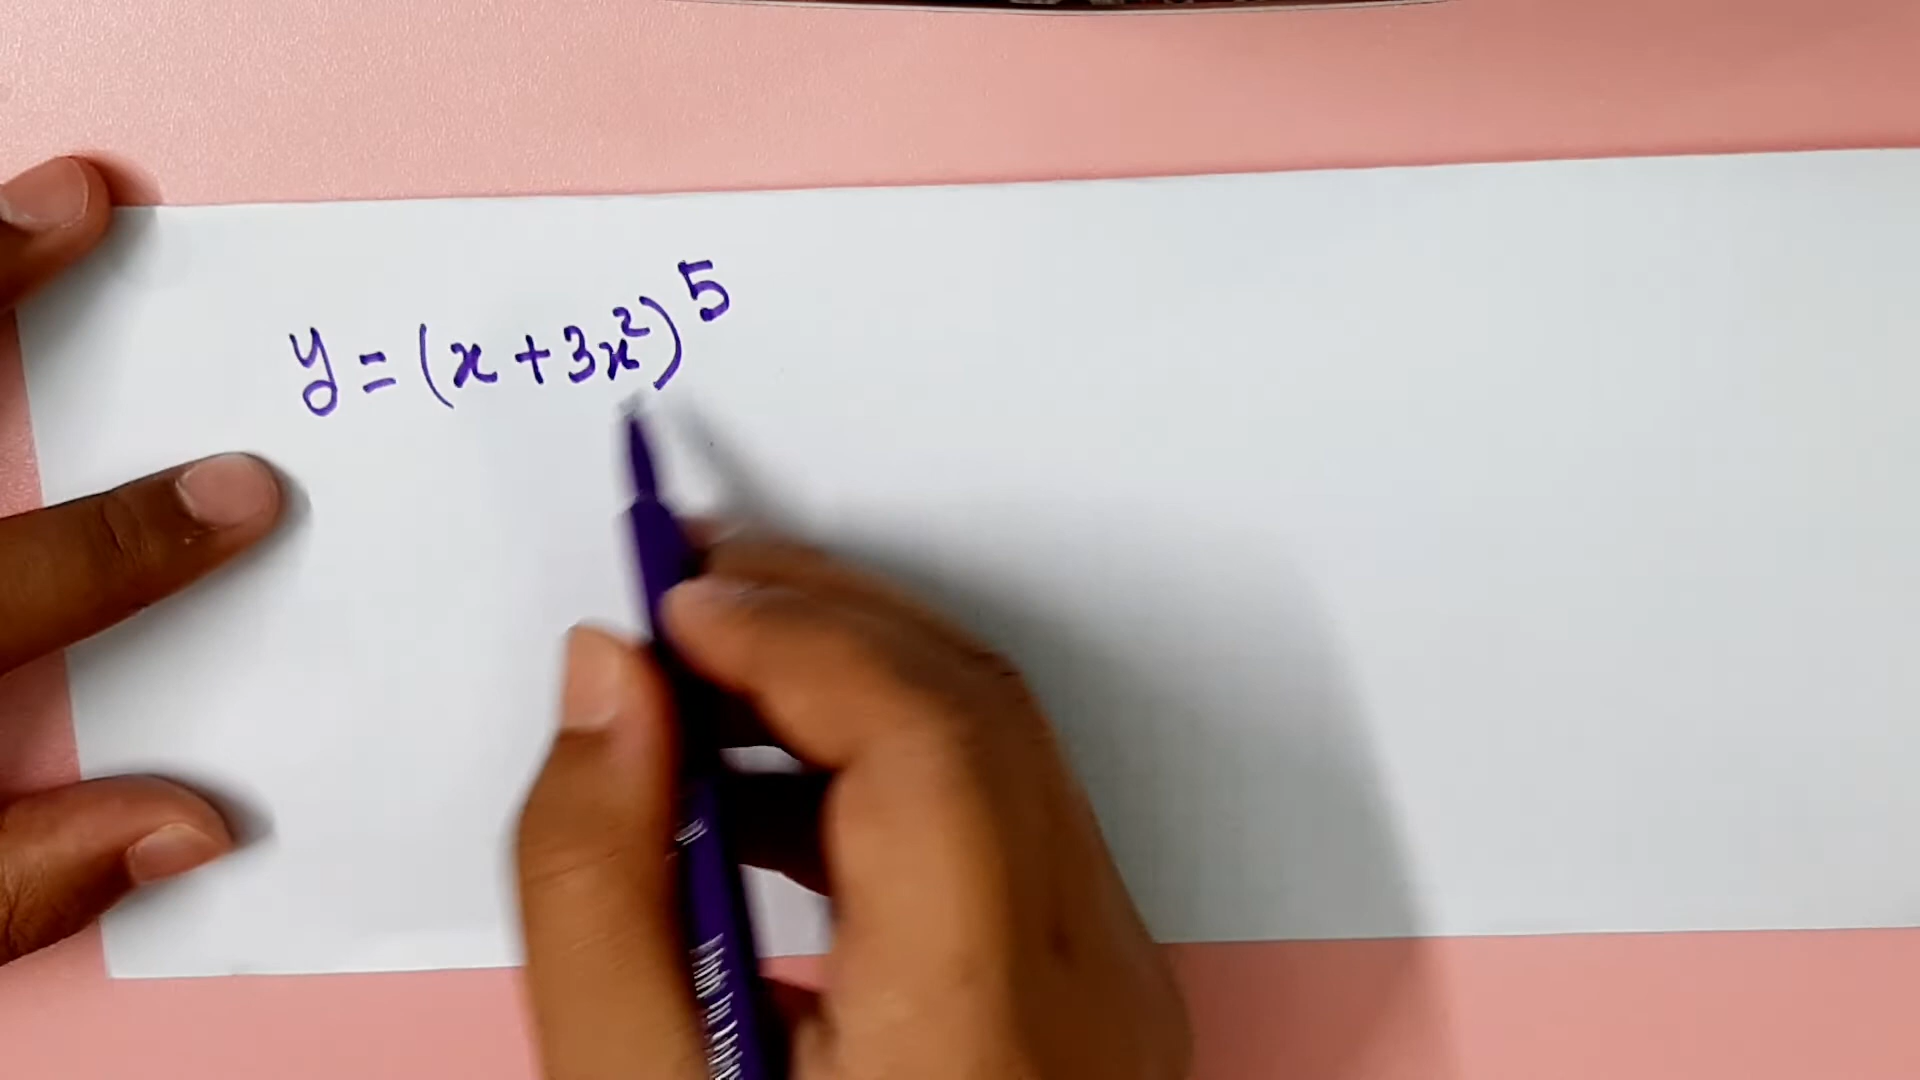 y = (x + 3x²)⁵